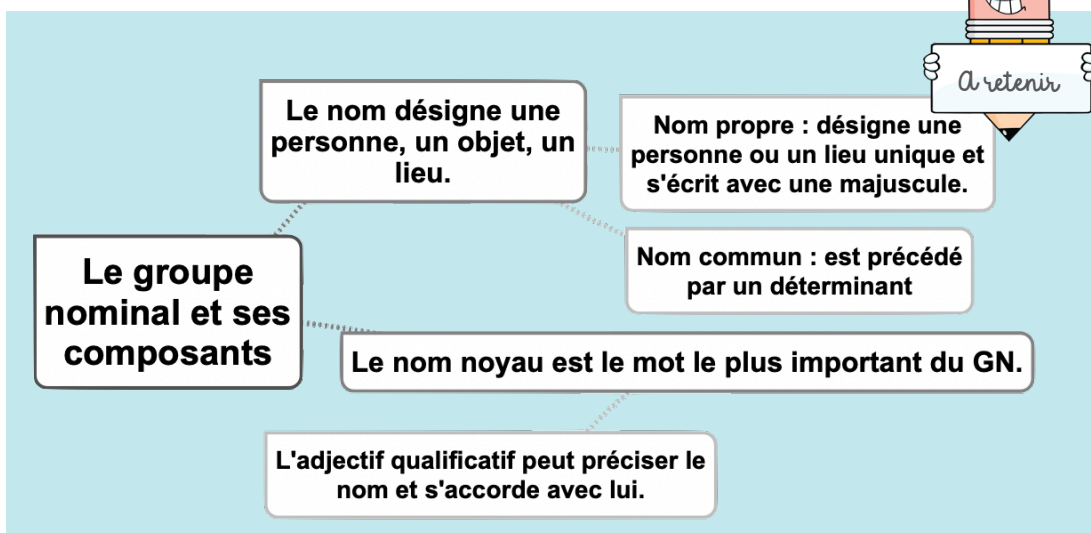 A retenir
Le nom désigne une
personne, un objet, un
lieu.
Nom propre : désigne une
personne ou un lieu unique et
s'écrit avec une majuscule.
Nom commun : est précédé
par un déterminant
Le groupe
nominal et ses
composants
Le nom noyau est le mot le plus important du GN.
L'adjectif qualificatif peut préciser le
nom et s'accorde avec lui.